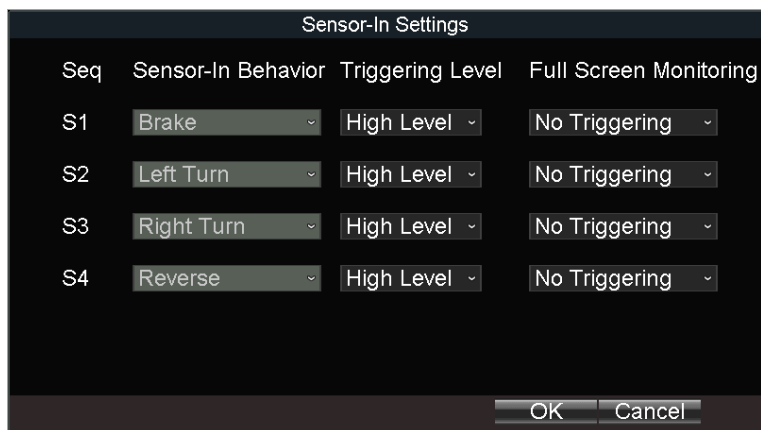 Sensor-In Settings
Seq Sensor-In Behavior Triggering Level Full Screen Monitoring
S1 Brake High Level No Triggering
S2 Left Turn High Level No Triggering
S3 Right Turn High Level No Triggering
S4 Reverse High Level No Triggering
OK Cancel